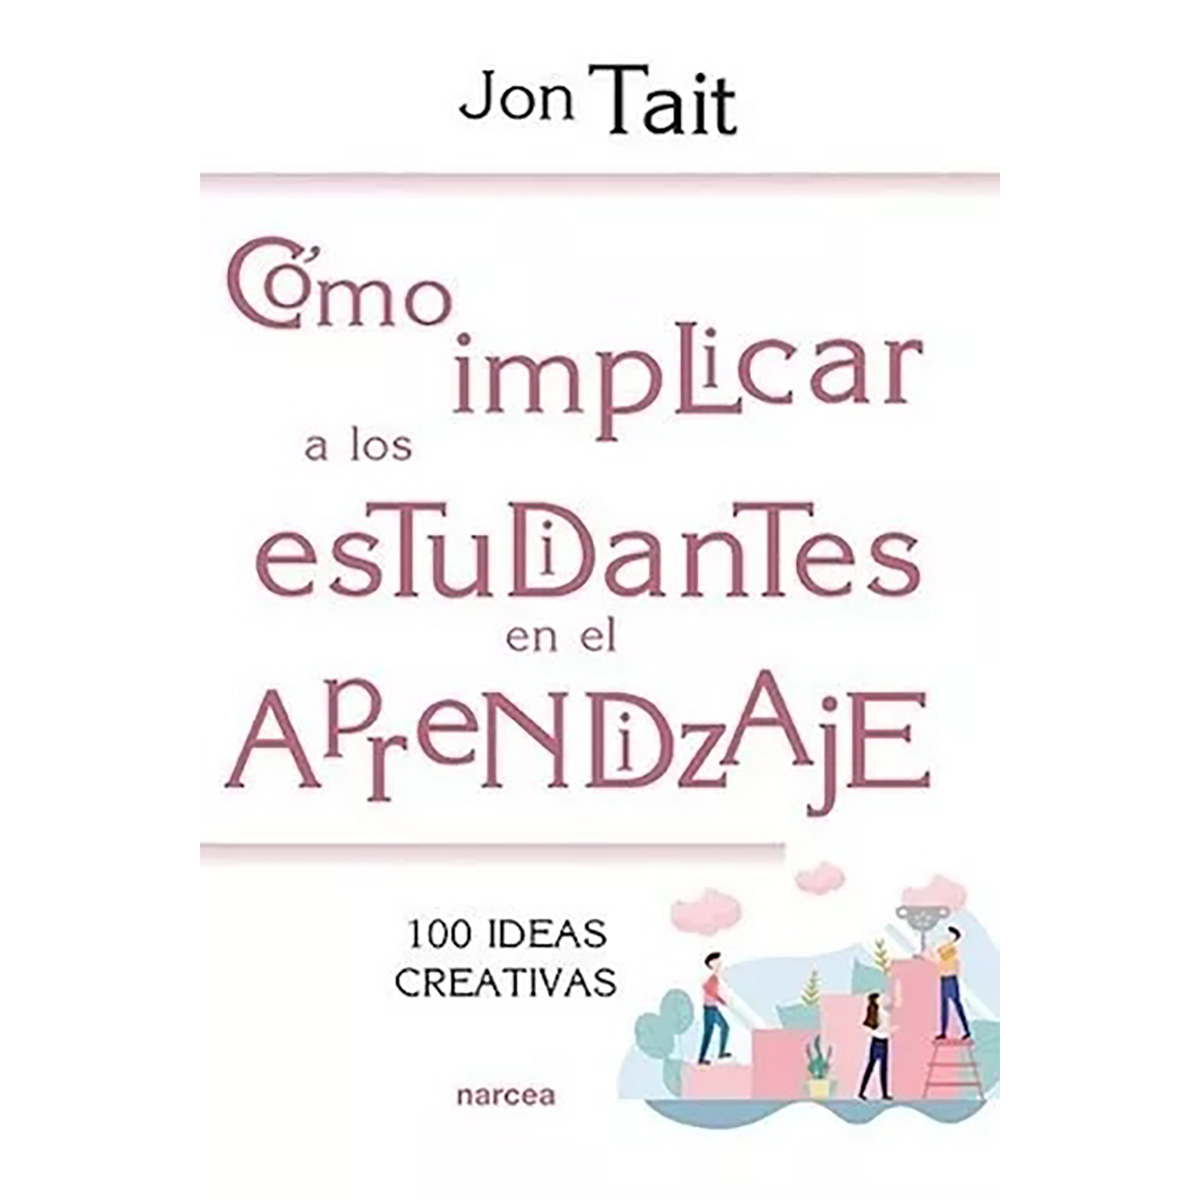 Jon Tait
Cómo
implicar
a los
esTuDianTes
en el
AprenDizAjE
100 IDEAS
CREATIVAS
narcea